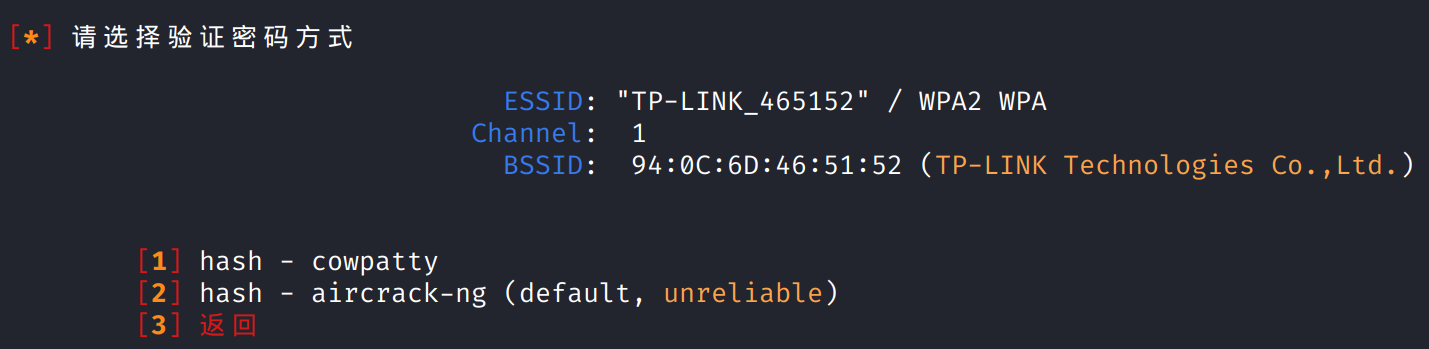 [*] 请选择验证密码方式
ESSID: "TP-LINK_465152" / WPA2 WPA
Channel: 1
BSSID: 94:0C:6D:46:51:52 (TP-LINK Technologies Co.,Ltd.)
[1] hash - cowpatty
[2] hash - aircrack-ng (default, unreliable)
[3] 返回